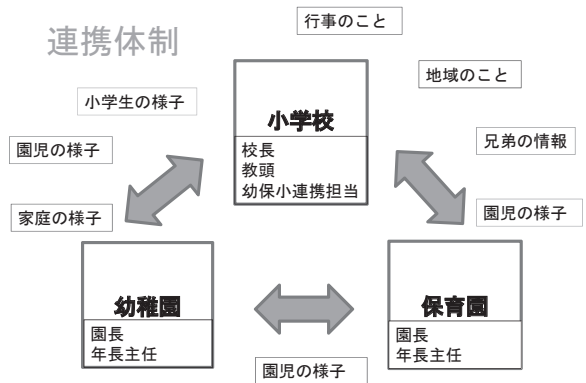 連携体制
行事のこと
地域のこと
小学生の様子
園児の様子
家庭の様子
小学校
校長
教頭
幼保小連携担当
兄弟の情報
園児の様子
幼稚園
園長
年長主任
保育園
園長
年長主任
園児の様子